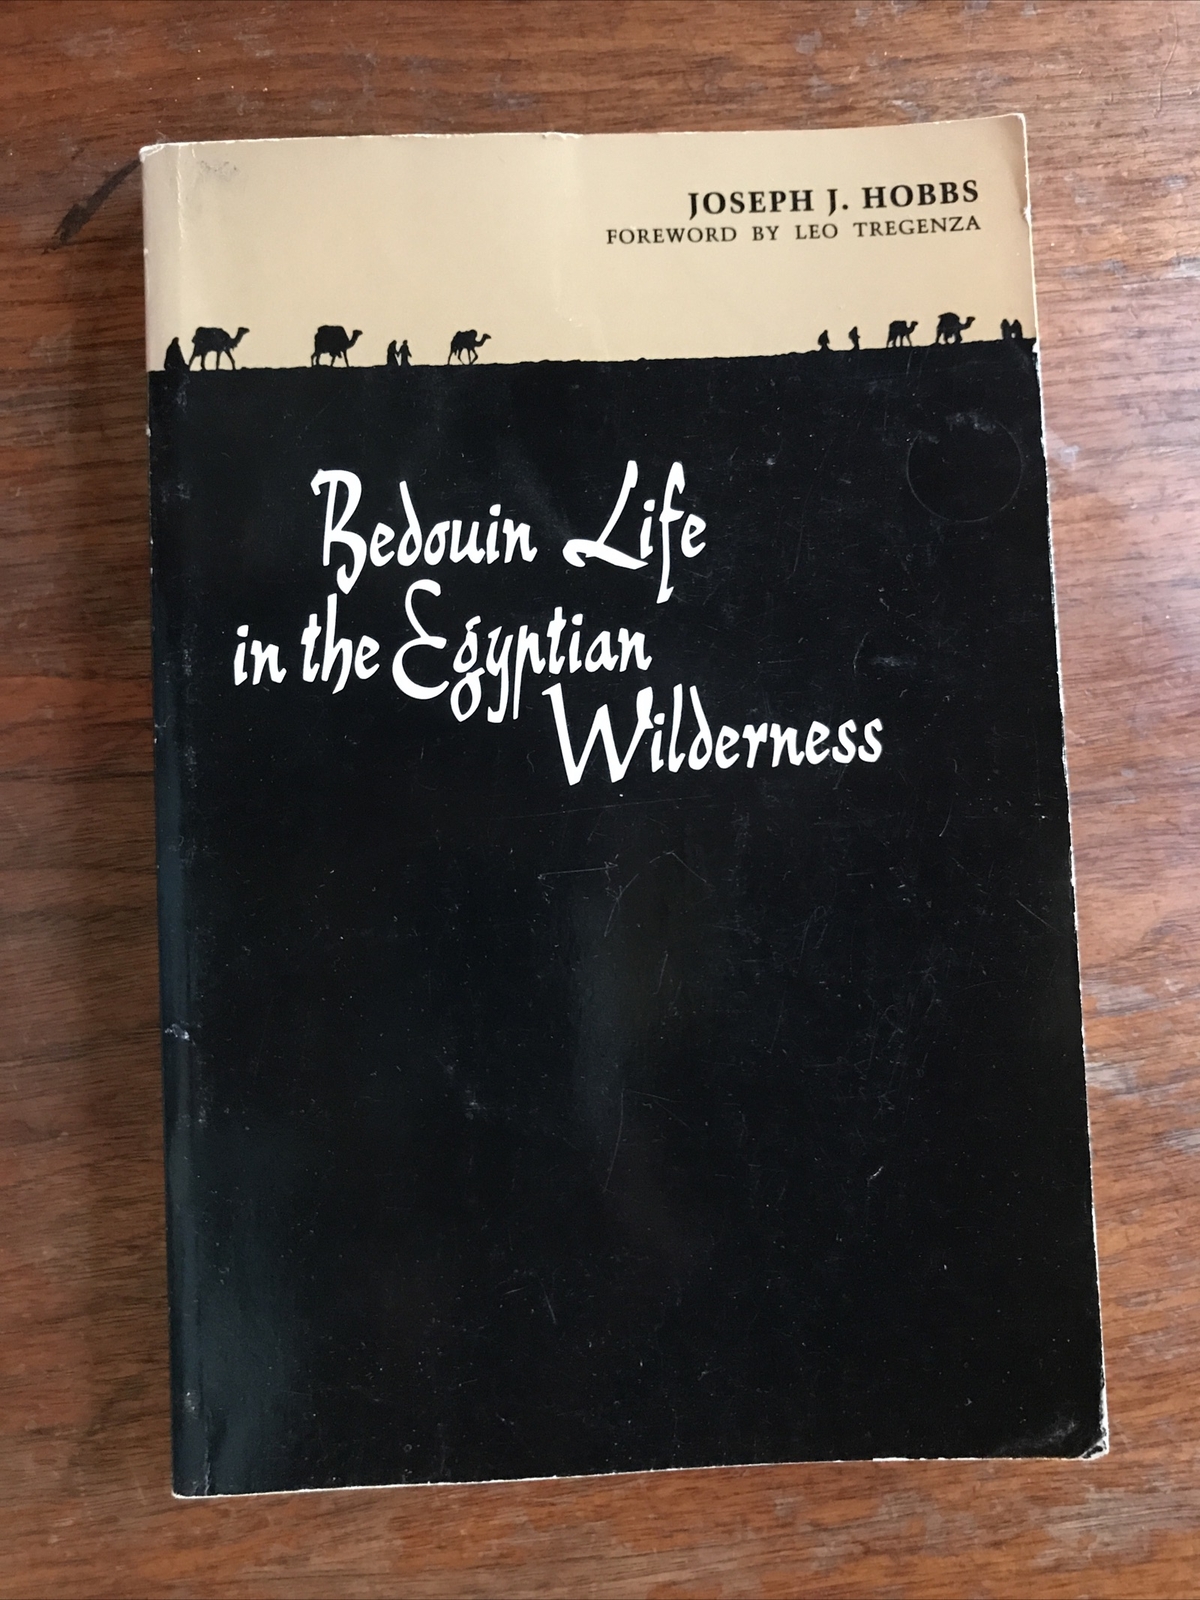 JOSEPH J. HOBBS
FOREWORD BY LEO TREGENZA
Bedouin Life
in the Egyptian
Wilderness